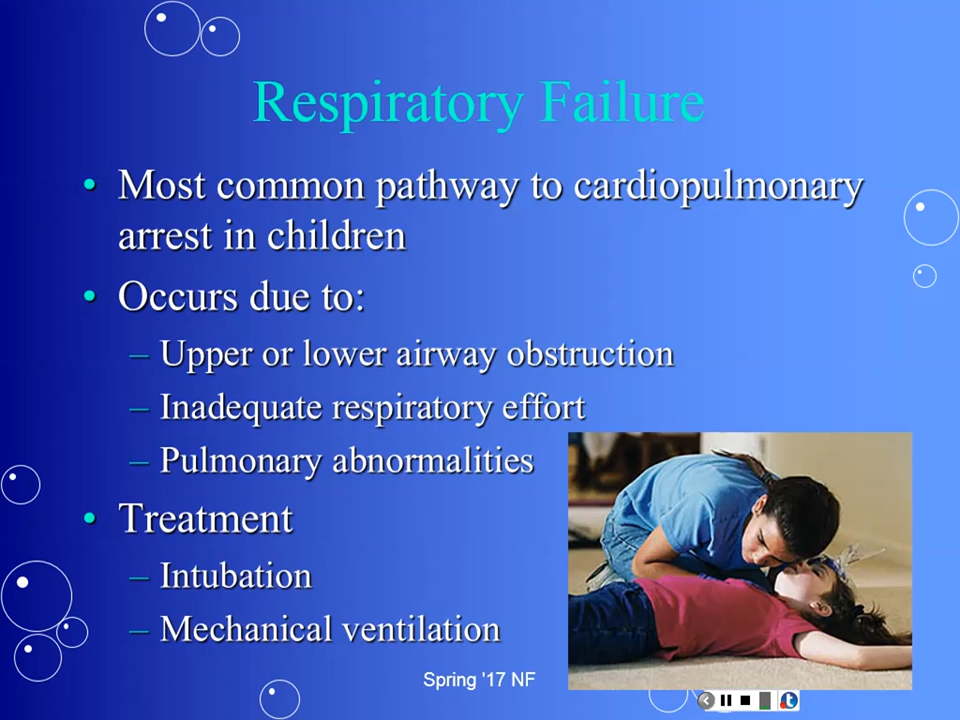 Respiratory Failure
• Most common pathway to cardiopulmonary
arrest in children
• Occurs due to:
– Upper or lower airway obstruction
– Inadequate respiratory effort
– Pulmonary abnormalities
• Treatment
– Intubation
– Mechanical ventilation
Spring '17 NF
t